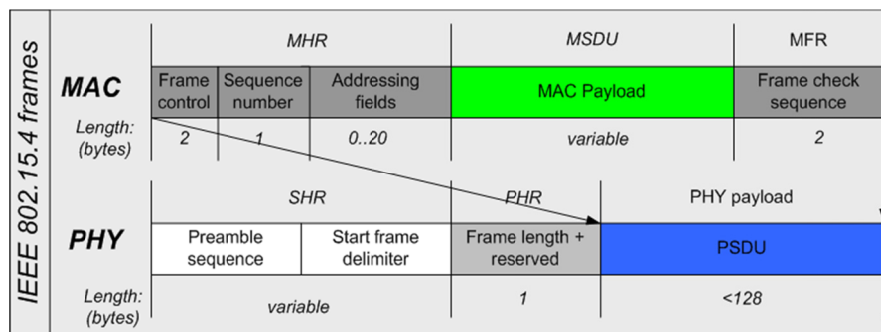 IEEE 802.15.4 frames
MHR MSDU MFR
MAC
Frame control
Sequence number
Addressing fields
MAC Payload
Frame check sequence
Length: (bytes)
2 1 0..20 variable 2
SHR PHR PHY payload
PHY
Preamble sequence
Start frame delimiter
Frame length + reserved
PSDU
Length: (bytes)
variable 1 <128